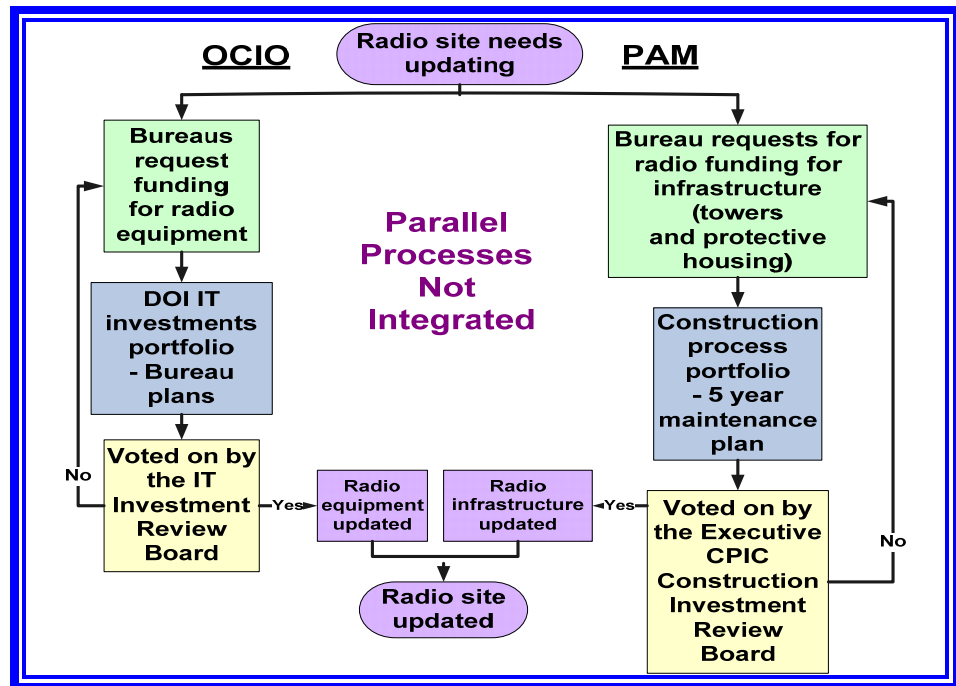 OCIO
Radio site needs
updating
PAM
Bureaus
request
funding
for radio
equipment
Bureau requests for
radio funding for
infrastructure
(towers
and protective
housing)
Parallel
Processes
Not
Integrated
DOI IT
investments
portfolio
- Bureau
plans
Construction
process
portfolio
- 5 year
maintenance
plan
No
Voted on by
the IT
Investment
Review
Board
Yes
Radio
equipment
updated
Radio
infrastructure
updated
Yes
Voted on by
the Executive
CPIC
Construction
Investment
Review
Board
No
Radio site
updated